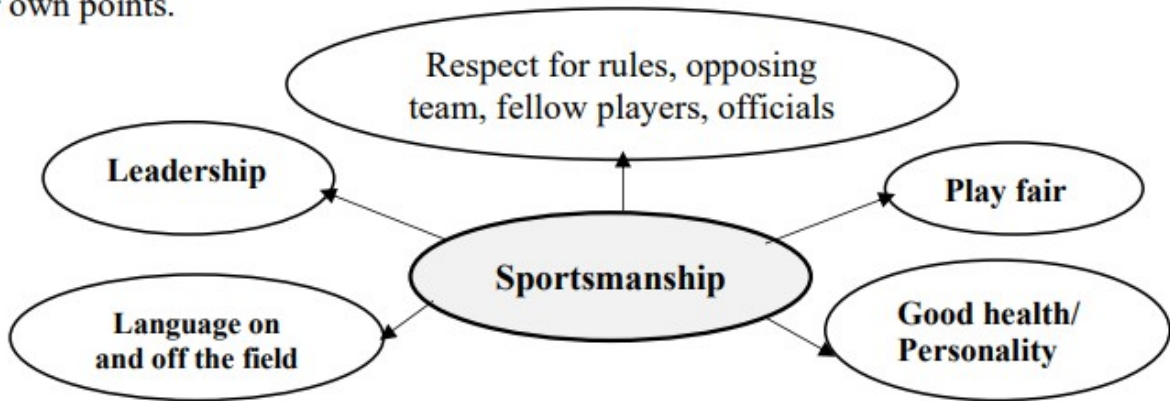 own points.
Respect for rules, opposing
team, fellow players, officials
Leadership
Play fair
Sportsmanship
Language on
and off the field
Good health/
Personality